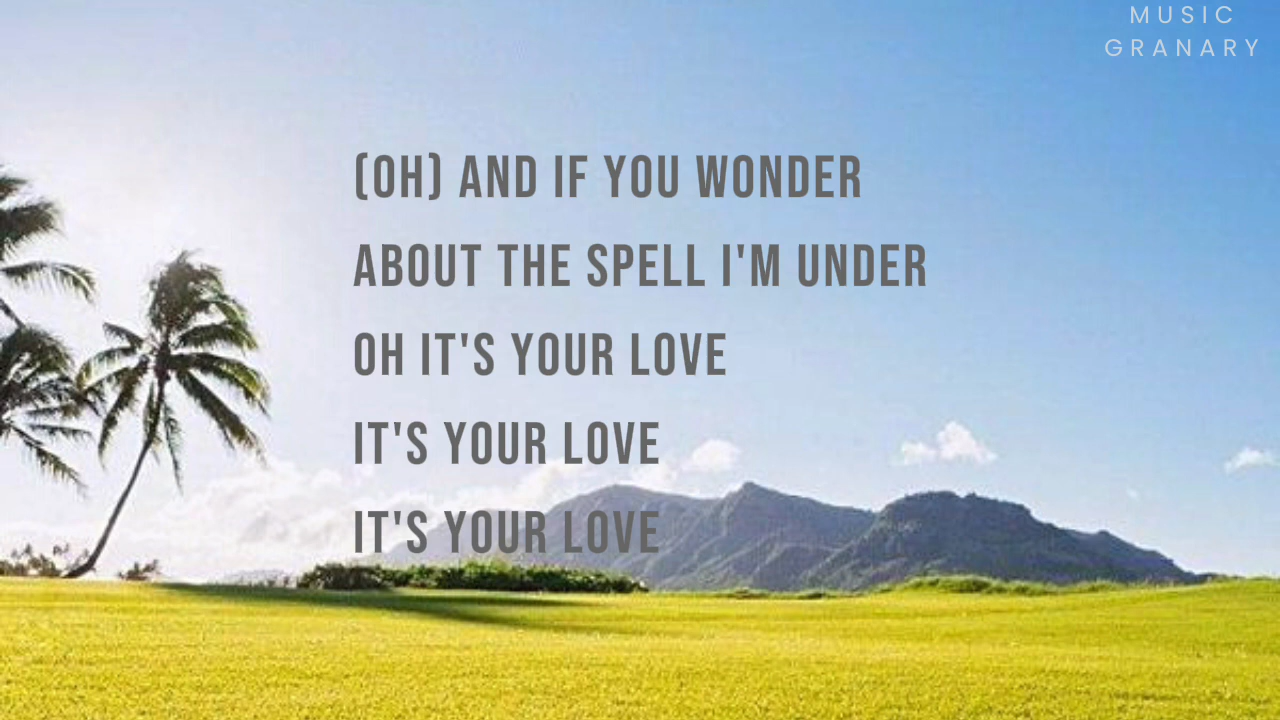 MUSIC
GRANARY
(OH) AND IF YOU WONDER
ABOUT THE SPELL I'M UNDER
OH IT'S YOUR LOVE
IT'S YOUR LOVE
IT'S YOUR LOVE